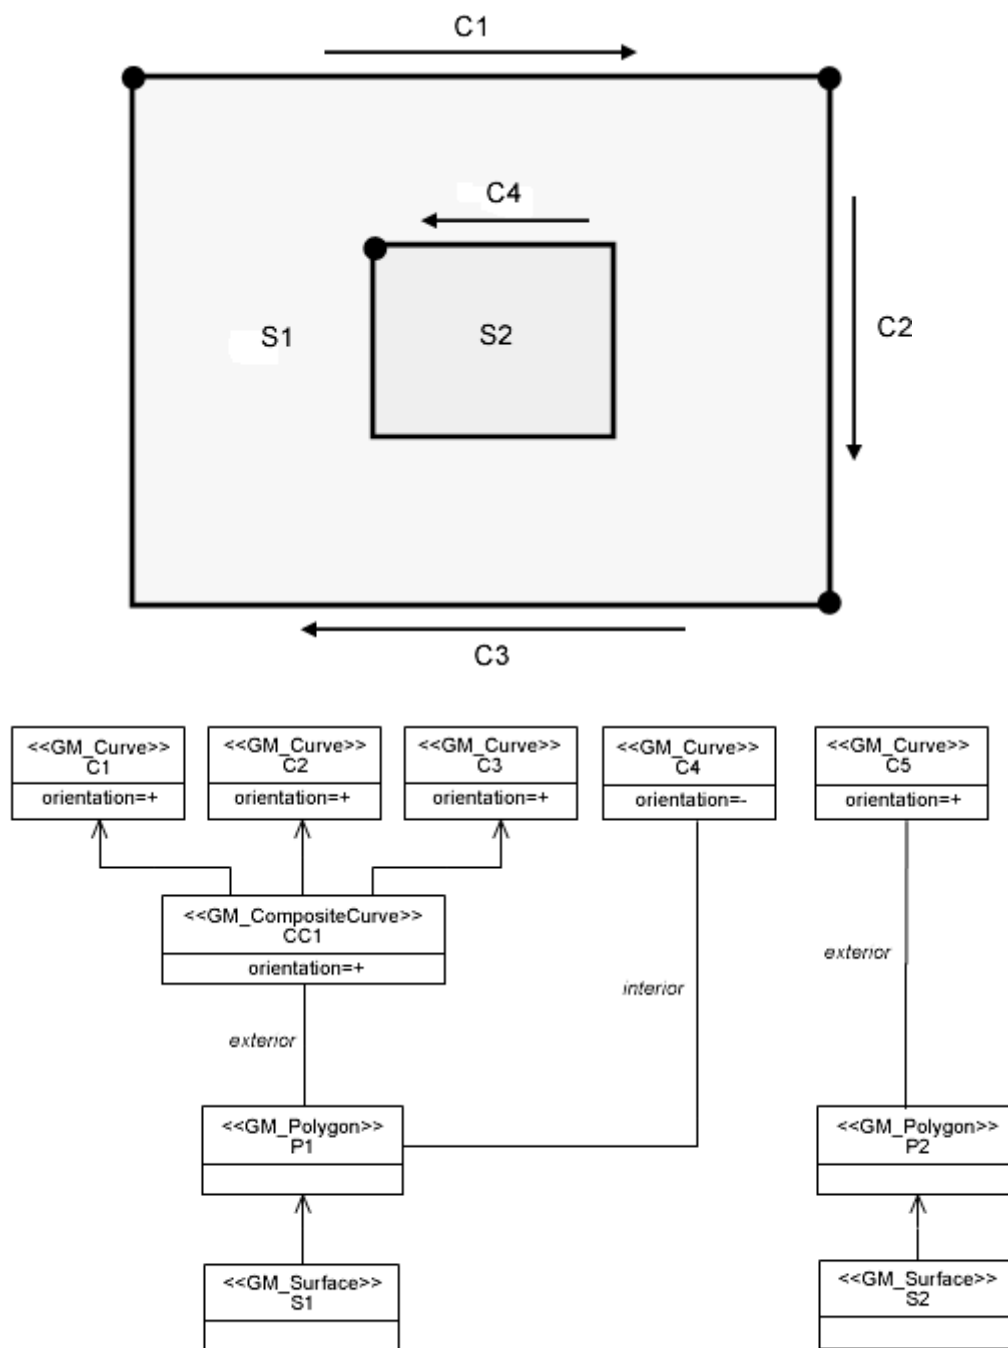 C1
C4
S1
S2
C2
C3
<<GM_Curve>>
C1
orientation=+
<<GM_Curve>>
C2
orientation=+
<<GM_Curve>>
C3
orientation=+
<<GM_Curve>>
C4
orientation=-
<<GM_Curve>>
C5
orientation=+
<<GM_CompositeCurve>>
CC1
orientation=+
exterior
interior
exterior
<<GM_Polygon>>
P1
<<GM_Polygon>>
P2
<<GM_Surface>>
S1
<<GM_Surface>>
S2